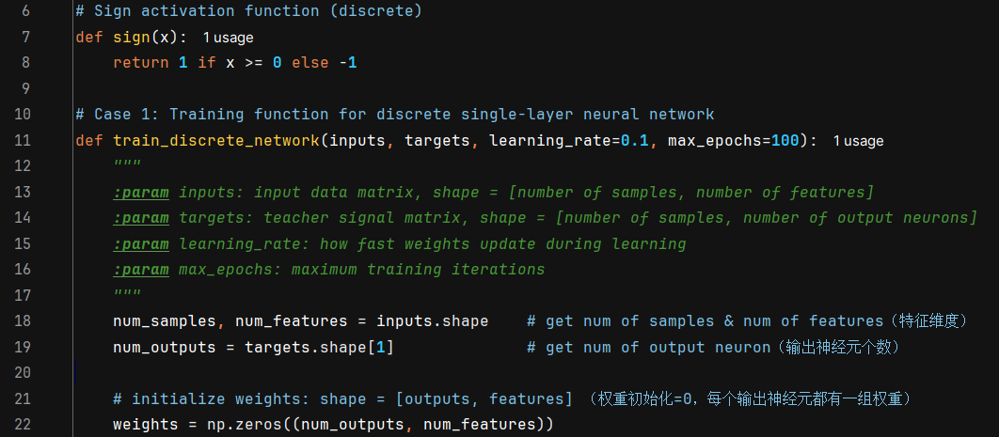 6 # Sign activation function (discrete)
7 def sign(x): 1 usage
8 return 1 if x >= 0 else -1
9
10 # Case 1: Training function for discrete single-layer neural network
11 def train_discrete_network(inputs, targets, learning_rate=0.1, max_epochs=100): 1 usage
12 """
13 :param inputs: input data matrix, shape = [number of samples, number of features]
14 :param targets: teacher signal matrix, shape = [number of samples, number of output neurons]
15 :param learning_rate: how fast weights update during learning
16 :param max_epochs: maximum training iterations
17 """
18 num_samples, num_features = inputs.shape # get num of samples & num of features（特征维度）
19 num_outputs = targets.shape[1] # get num of output neuron（输出神经元个数）
20
21 # initialize weights: shape = [outputs, features] （权重初始化=0，每个输出神经元都有一组权重）
22 weights = np.zeros((num_outputs, num_features))